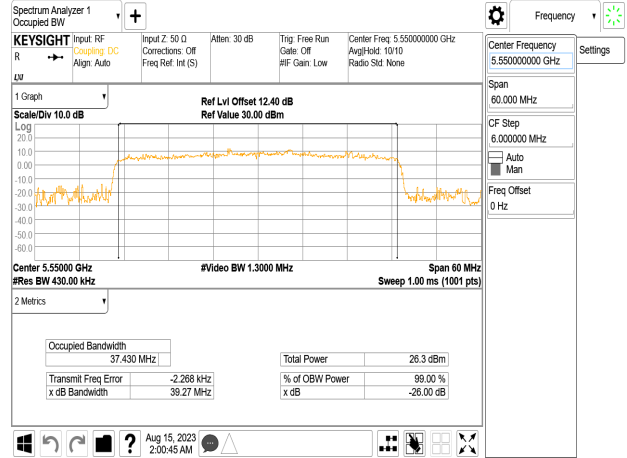 Spectrum Analyzer 1
Occupied BW
Frequency
KEYSIGHT
R
Input: RF
Coupling: DC
Align: Auto
Input Z: 50 Ω
Corrections: Off
Freq Ref: Int (S)
Atten: 30 dB
Trig: Free Run
Gate: Off
#IF Gain: Low
Center Freq: 5.550000000 GHz
Avg|Hold: 10/10
Radio Std: None
Center Frequency
5.550000000 GHz
Settings
Span
60.000 MHz
CF Step
6.000000 MHz
Auto
Man
Freq Offset
0 Hz
1 Graph
Scale/Div 10.0 dB
Ref Lvl Offset 12.40 dB
Ref Value 30.00 dBm
Log
20.0
10.0
0.00
-10.0
-20.0
-30.0
-40.0
-50.0
-60.0
Center 5.55000 GHz
#Video BW 1.3000 MHz
Span 60 MHz
#Res BW 430.00 kHz
Sweep 1.00 ms (1001 pts)
2 Metrics
Occupied Bandwidth
37.430 MHz
Total Power 26.3 dBm
Transmit Freq Error -2.268 kHz
% of OBW Power 99.00 %
x dB Bandwidth 39.27 MHz
x dB -26.00 dB
Aug 15, 2023
2:00:45 AM